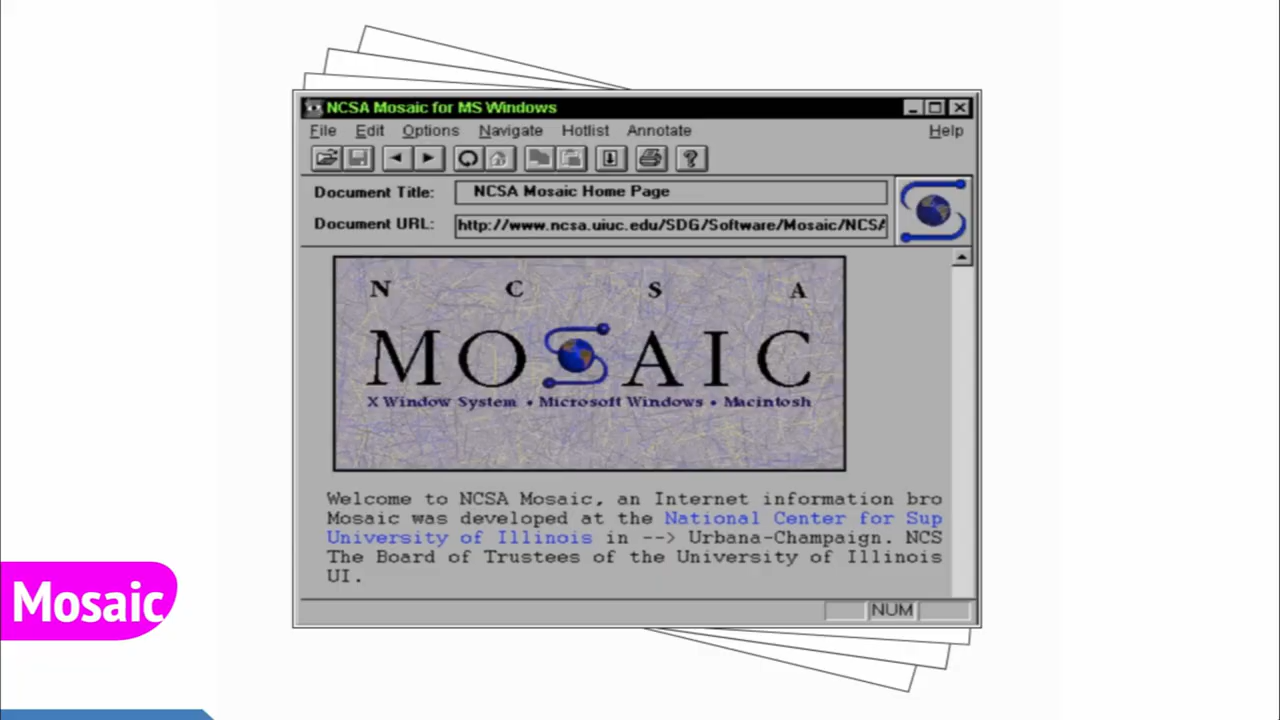 NCSA Mosaic for MS Windows
File Edit Options Navigate Hotlist Annotate Help
Document Title: NCSA Mosaic Home Page
Document URL: http://www.ncsa.uiuc.edu/SDG/Software/Mosaic/NCSA
N C S A
MOSAIC
X Window System • Microsoft Windows • Macintosh
Welcome to NCSA Mosaic, an Internet information bro
Mosaic was developed at the National Center for Sup
University of Illinois in --> Urbana-Champaign. NCS
The Board of Trustees of the University of Illinois
UI.
NUM
Mosaic